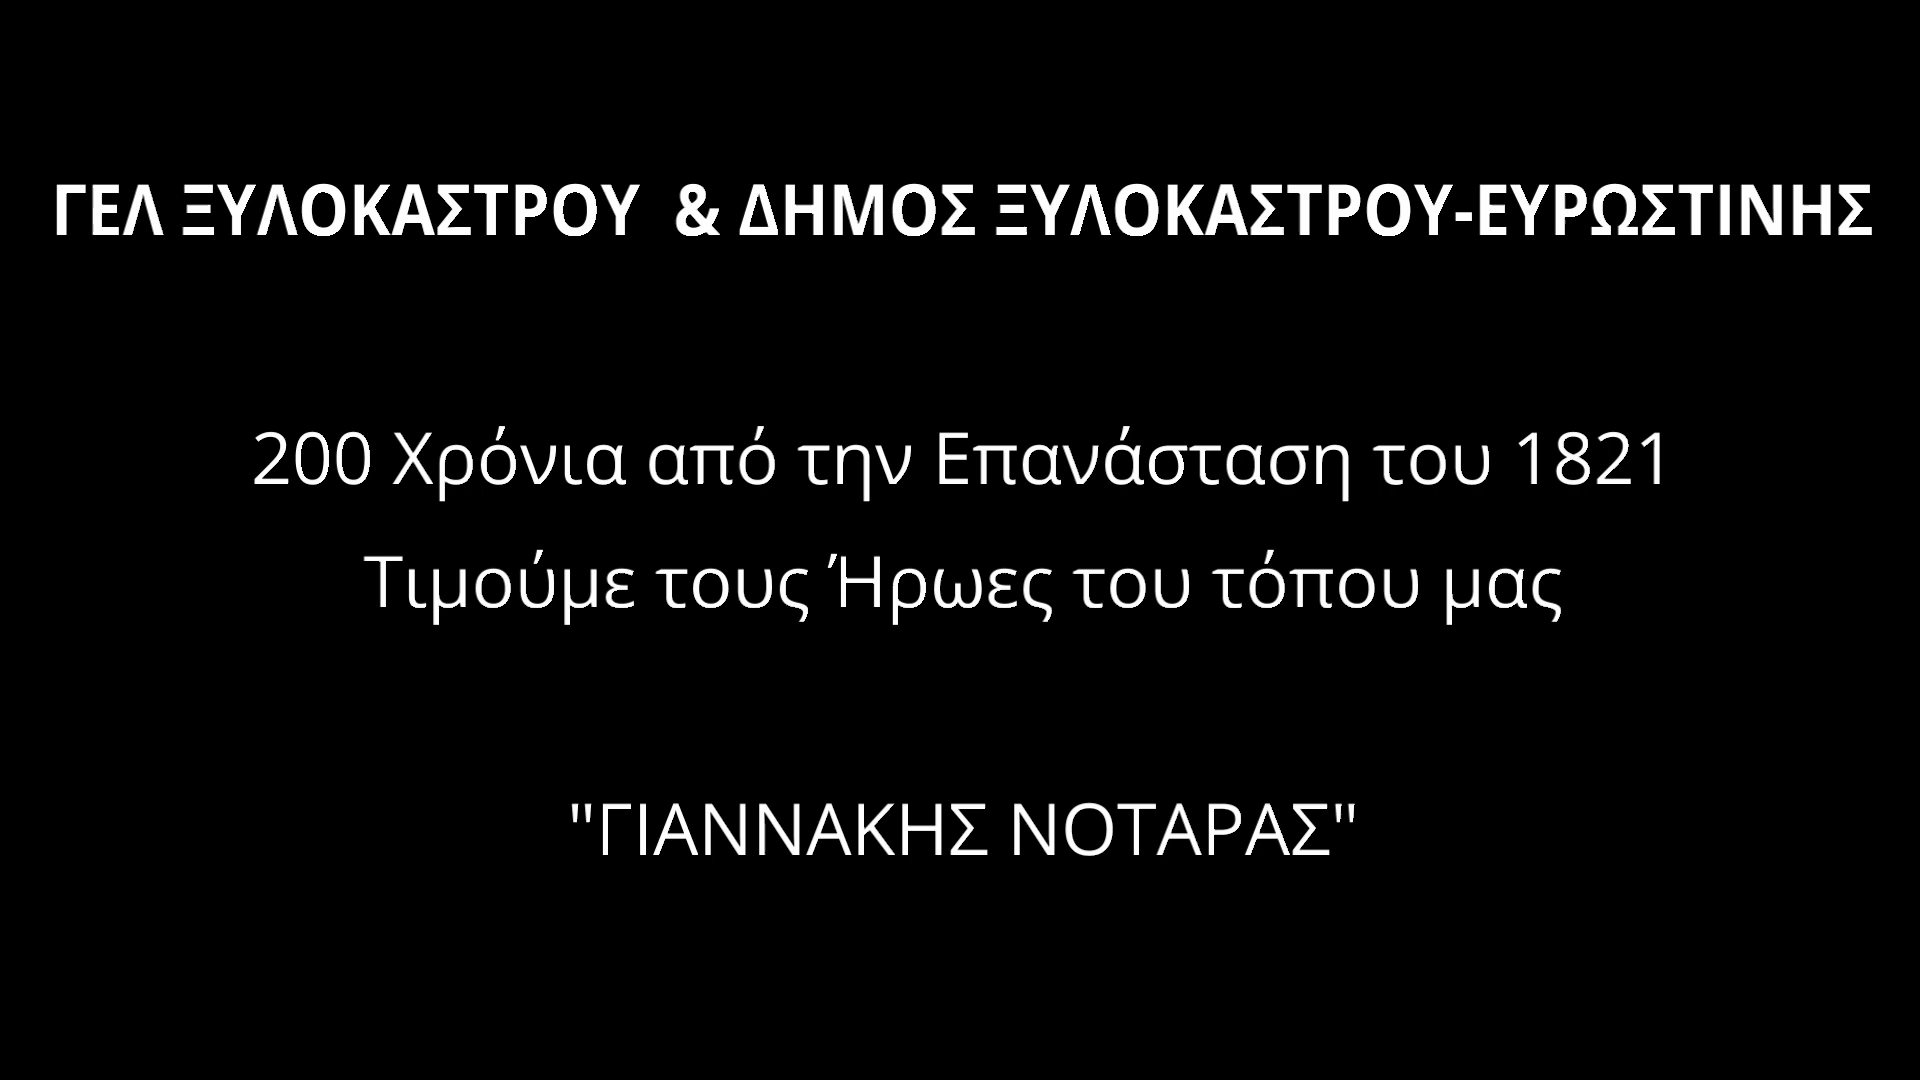 ΓΕΛ ΞΥΛΟΚΑΣΤΡΟΥ & ΔΗΜΟΣ ΞΥΛΟΚΑΣΤΡΟΥ-ΕΥΡΩΣΤΙΝΗΣ
200 Χρόνια από την Επανάσταση του 1821
Τιμούμε τους Ήρωες του τόπου μας
"ΓΙΑΝΝΑΚΗΣ ΝΟΤΑΡΑΣ"